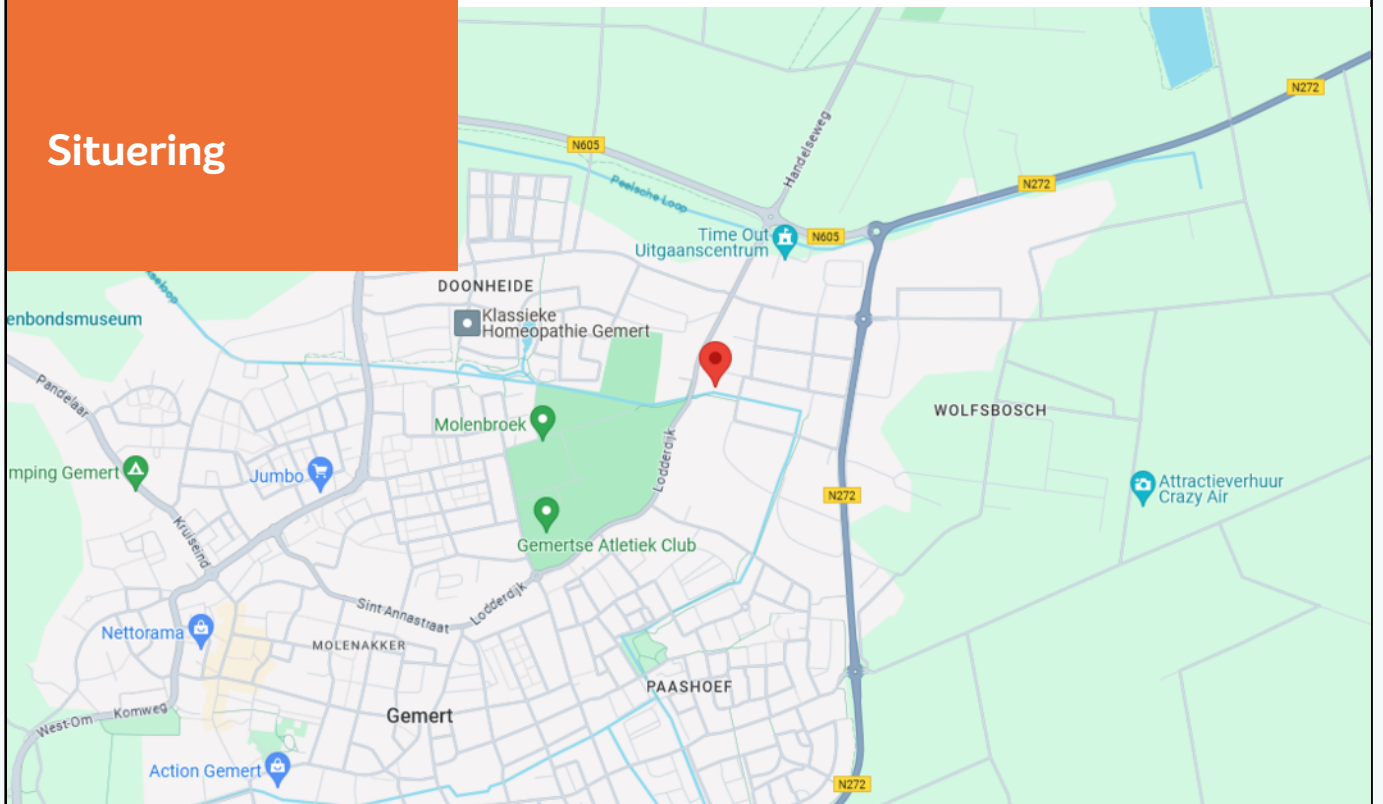 Situering
N272
N605
Handelseweg
Peelsche Loop
N272
Time Out
Uitgaanscentrum
N605
DOONHEIDE
enbondsmuseum
Klassieke
Homeopathie Gemert
Pandelaar
WOLFSBOSCH
Molenbroek
Lodderdijk
mping Gemert
Jumbo
Attractieverhuur
Crazy Air
N272
Kruiseind
Gemertse Atletiek Club
Sint Annastraat
Lodderdijk
Nettorama
MOLENAKKER
PAASHOEF
Gemert
West-Om
Komweg
Action Gemert
N272